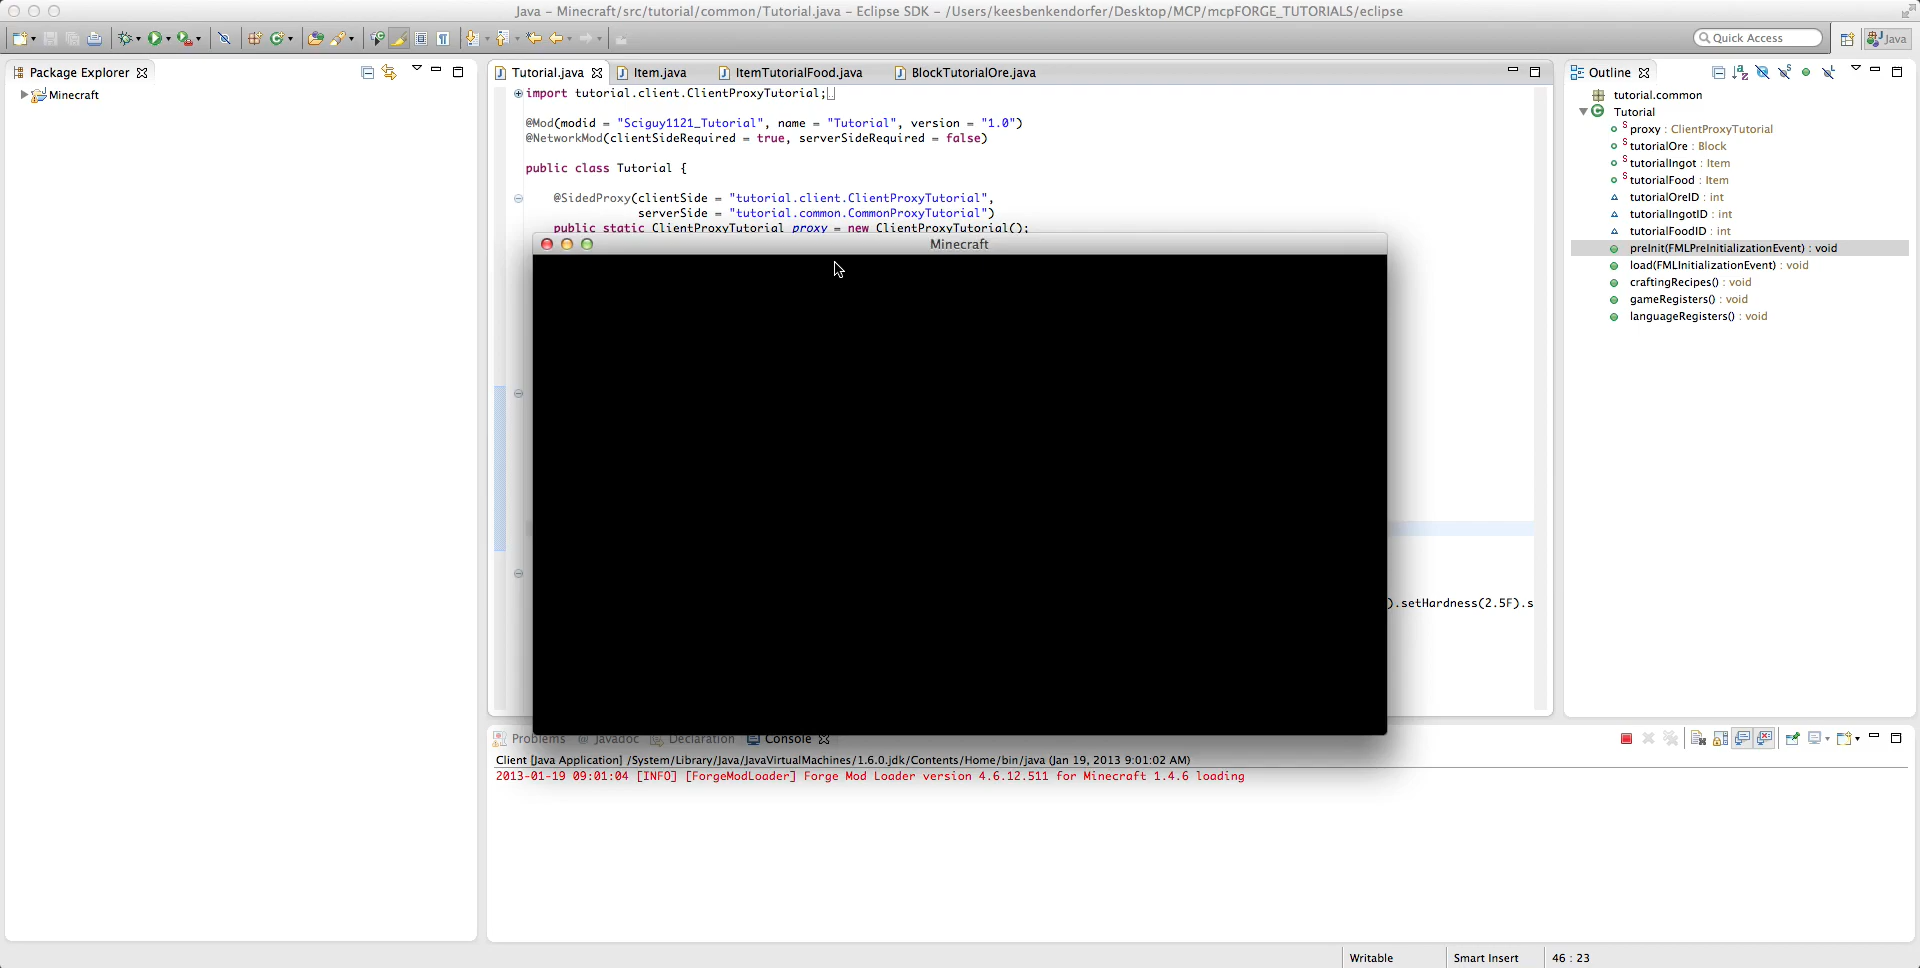 Java – Minecraft/src/tutorial/common/Tutorial.java – Eclipse SDK – /Users/keesbenkendorfer/Desktop/MCP/mcpFORGE_TUTORIALS/eclipse
Quick Access
Java
Package Explorer
Minecraft
Tutorial.java
Item.java
ItemTutorialFood.java
BlockTutorialOre.java
import tutorial.client.ClientProxyTutorial;
@Mod(modid = "Sciguy1121_Tutorial", name = "Tutorial", version = "1.0")
@NetworkMod(clientSideRequired = true, serverSideRequired = false)
public class Tutorial {
@SidedProxy(clientSide = "tutorial.client.ClientProxyTutorial",
serverSide = "tutorial.common.CommonProxyTutorial")
public static ClientProxyTutorial proxy = new ClientProxyTutorial();
Minecraft
).setHardness(2.5F).s
Outline
tutorial.common
Tutorial
proxy : ClientProxyTutorial
tutorialOre : Block
tutorialIngot : Item
tutorialFood : Item
tutorialOreID : int
tutorialIngotID : int
tutorialFoodID : int
preInit(FMLPreInitializationEvent) : void
load(FMLInitializationEvent) : void
craftingRecipes() : void
gameRegisters() : void
languageRegisters() : void
Problems
Javadoc
Declaration
Console
Client [Java Application] /System/Library/Java/JavaVirtualMachines/1.6.0.jdk/Contents/Home/bin/java (Jan 19, 2013 9:01:02 AM)
2013-01-19 09:01:04 [INFO] [ForgeModLoader] Forge Mod Loader version 4.6.12.511 for Minecraft 1.4.6 loading
Writable
Smart Insert
46 : 23